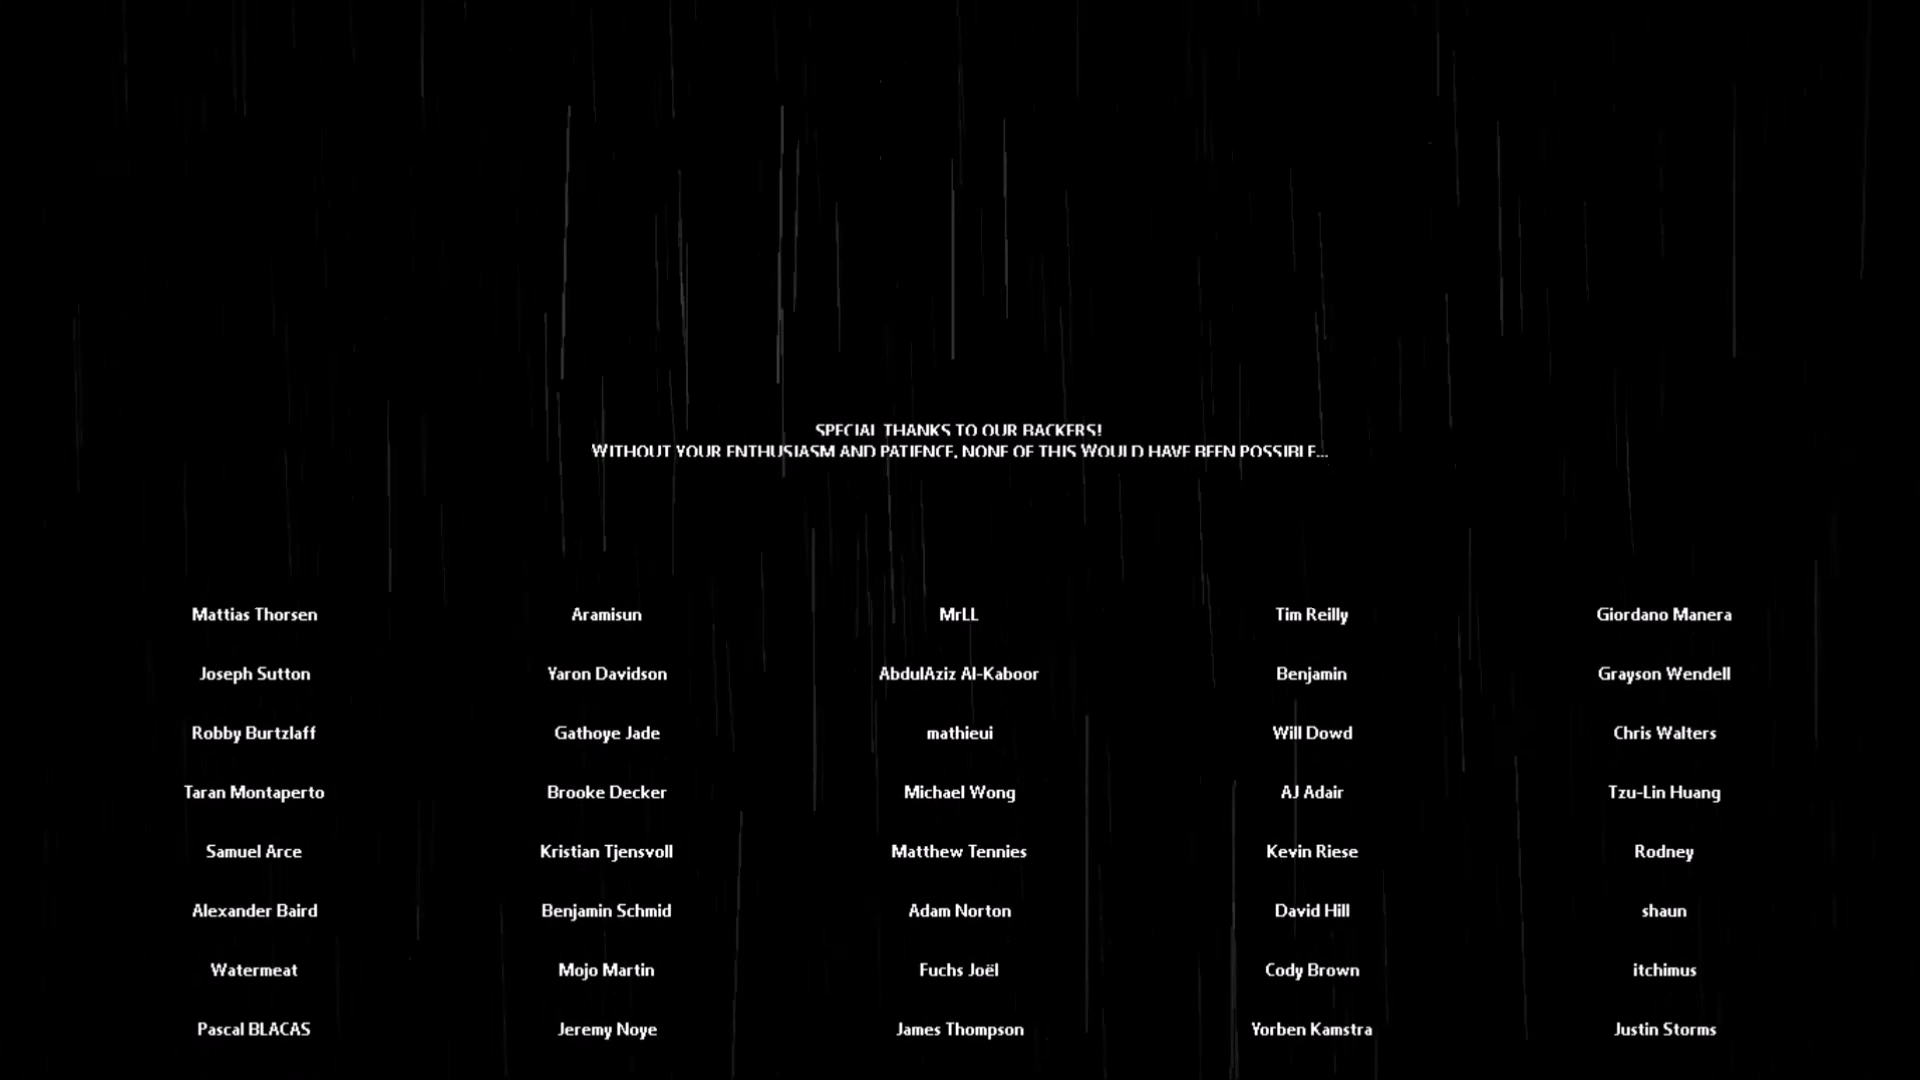 SPECIAL THANKS TO OUR BACKERS!
WITHOUT YOUR ENTHUSIASM AND PATIENCE, NONE OF THIS WOULD HAVE BEEN POSSIBLE...
Mattias Thorsen Aramisun MrLL Tim Reilly Giordano Manera
Joseph Sutton Yaron Davidson AbdulAziz Al-Kaboor Benjamin Grayson Wendell
Robby Burtzlaff Gathoye Jade mathieui Will Dowd Chris Walters
Taran Montaperto Brooke Decker Michael Wong AJ Adair Tzu-Lin Huang
Samuel Arce Kristian Tjensvoll Matthew Tennies Kevin Riese Rodney
Alexander Baird Benjamin Schmid Adam Norton David Hill shaun
Watermeat Mojo Martin Fuchs Joël Cody Brown itchimus
Pascal BLACAS Jeremy Noye James Thompson Yorben Kamstra Justin Storms